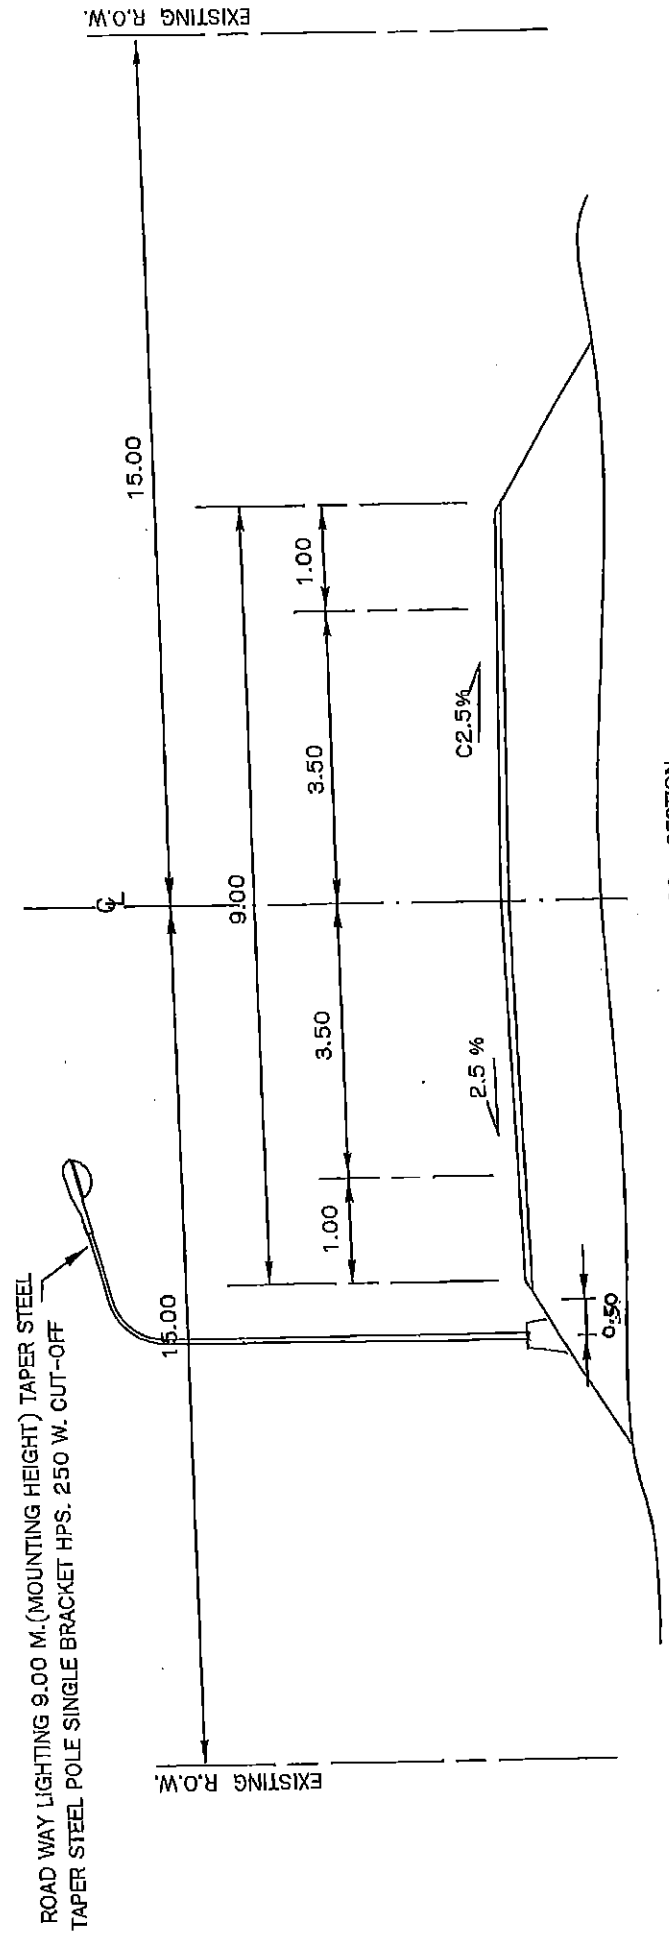 ROAD WAY LIGHTING 9.00 M.(MOUNTING HEIGHT) TAPER STEEL
TAPER STEEL POLE SINGLE BRACKET HPS. 250 W. CUT-OFF
EXISTING R.O.W.
EXISTING R.O.W.
15.00
15.00
CL
9.00
1.00
3.50
3.50
1.00
2.5 %
C2.5%
0.50